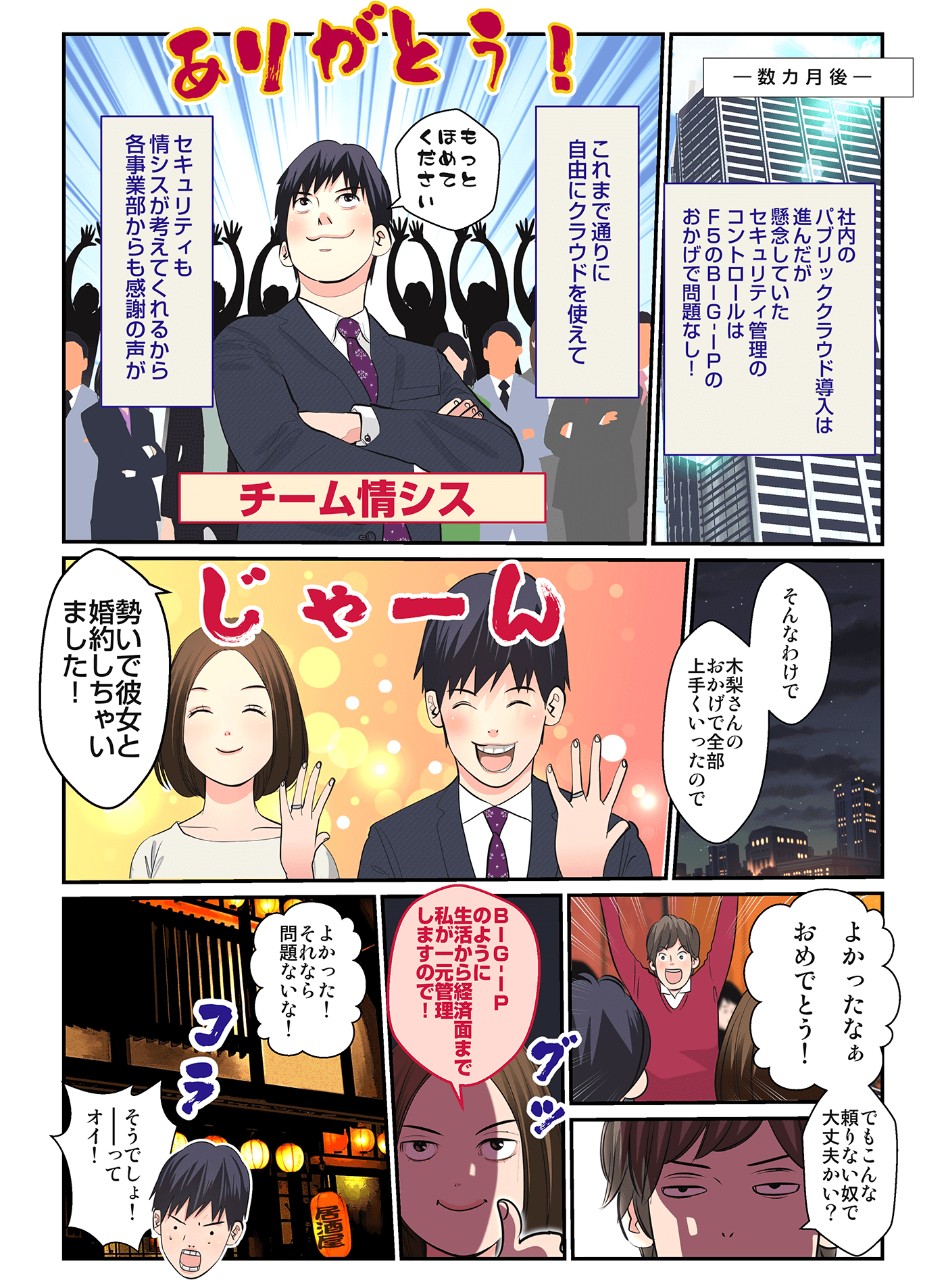 ―数カ月後―
社内の
パブリッククラウド導入は
進んだが
懸念していた
セキュリティ管理の
コントロールは
F5のBIG-IPの
おかげで問題なし！
ありがとう！
これまで通りに
自由にクラウドを使えて
もっと
ほめて
くださ
い
セキュリティも
情シスが考えてくれるから
各事業部からも感謝の声が
チーム情シス
そんなわけで
木梨さんの
おかげで全部
上手くいったので
じゃーん
勢いで彼女と
婚約しちゃい
ました！
よかったなぁ
おめでとう！
でもこんな
頼りない奴で
大丈夫かい？
BIG-IP
のように
生活から経済面まで
私が一元管理
しますので！
グッ
よかった！
それなら
問題ないな！
コラ
そうでしょ！
――って
オイ！
居酒屋